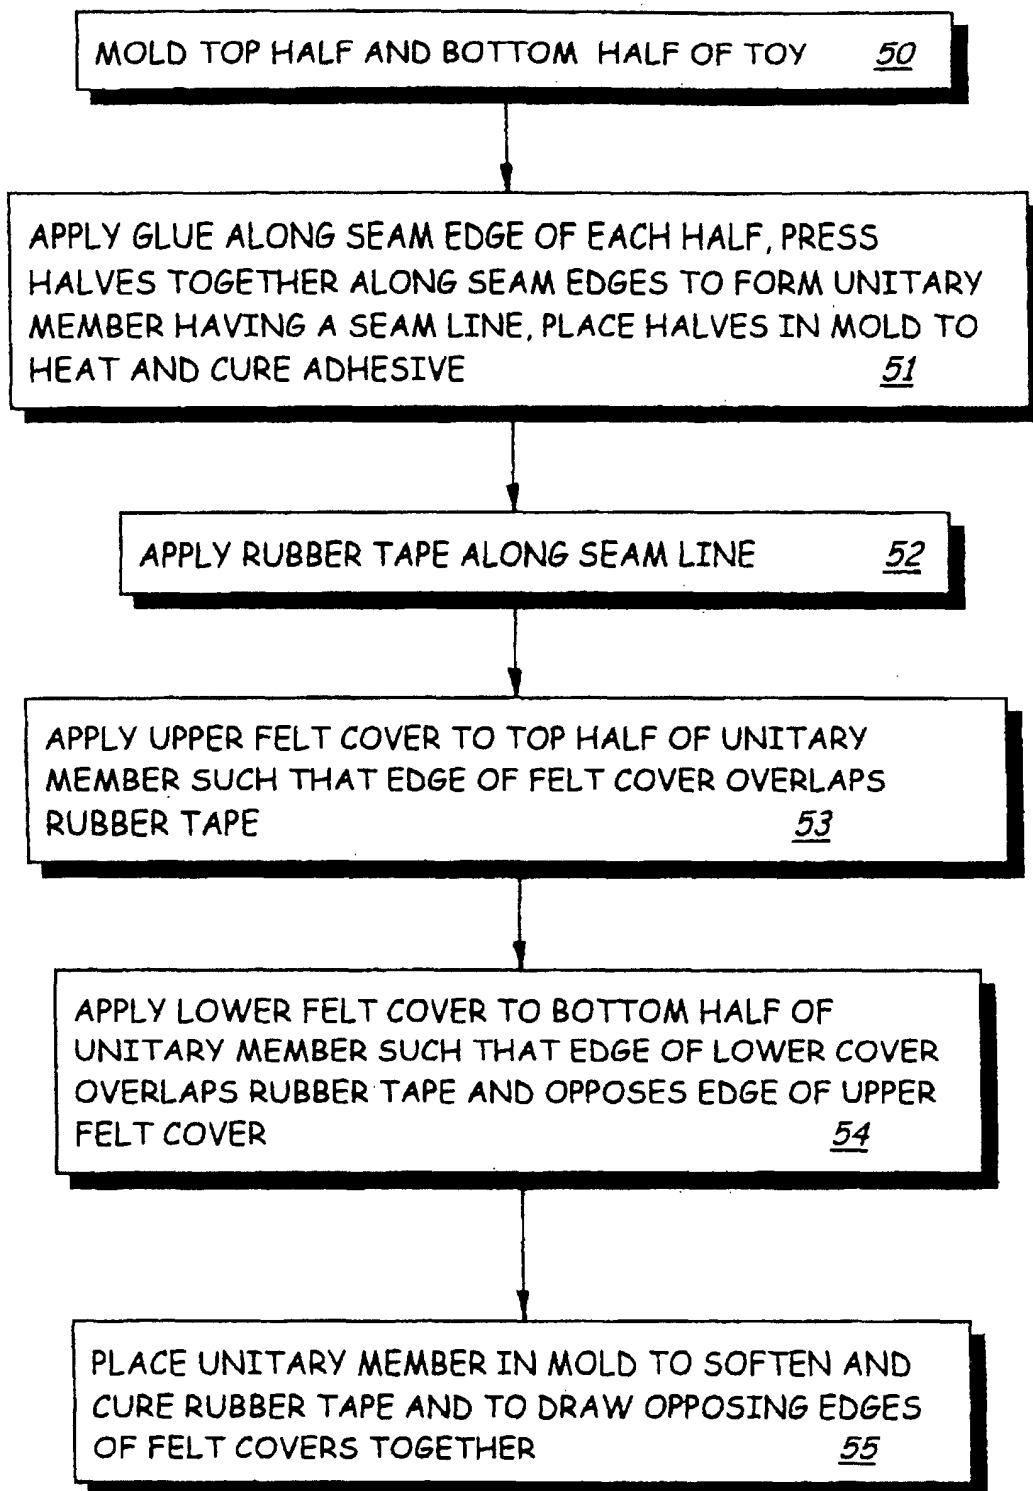 MOLD TOP HALF AND BOTTOM HALF OF TOY 50
APPLY GLUE ALONG SEAM EDGE OF EACH HALF, PRESS
HALVES TOGETHER ALONG SEAM EDGES TO FORM UNITARY
MEMBER HAVING A SEAM LINE, PLACE HALVES IN MOLD TO
HEAT AND CURE ADHESIVE 51
APPLY RUBBER TAPE ALONG SEAM LINE 52
APPLY UPPER FELT COVER TO TOP HALF OF UNITARY
MEMBER SUCH THAT EDGE OF FELT COVER OVERLAPS
RUBBER TAPE 53
APPLY LOWER FELT COVER TO BOTTOM HALF OF
UNITARY MEMBER SUCH THAT EDGE OF LOWER COVER
OVERLAPS RUBBER TAPE AND OPPOSES EDGE OF UPPER
FELT COVER 54
PLACE UNITARY MEMBER IN MOLD TO SOFTEN AND
CURE RUBBER TAPE AND TO DRAW OPPOSING EDGES
OF FELT COVERS TOGETHER 55